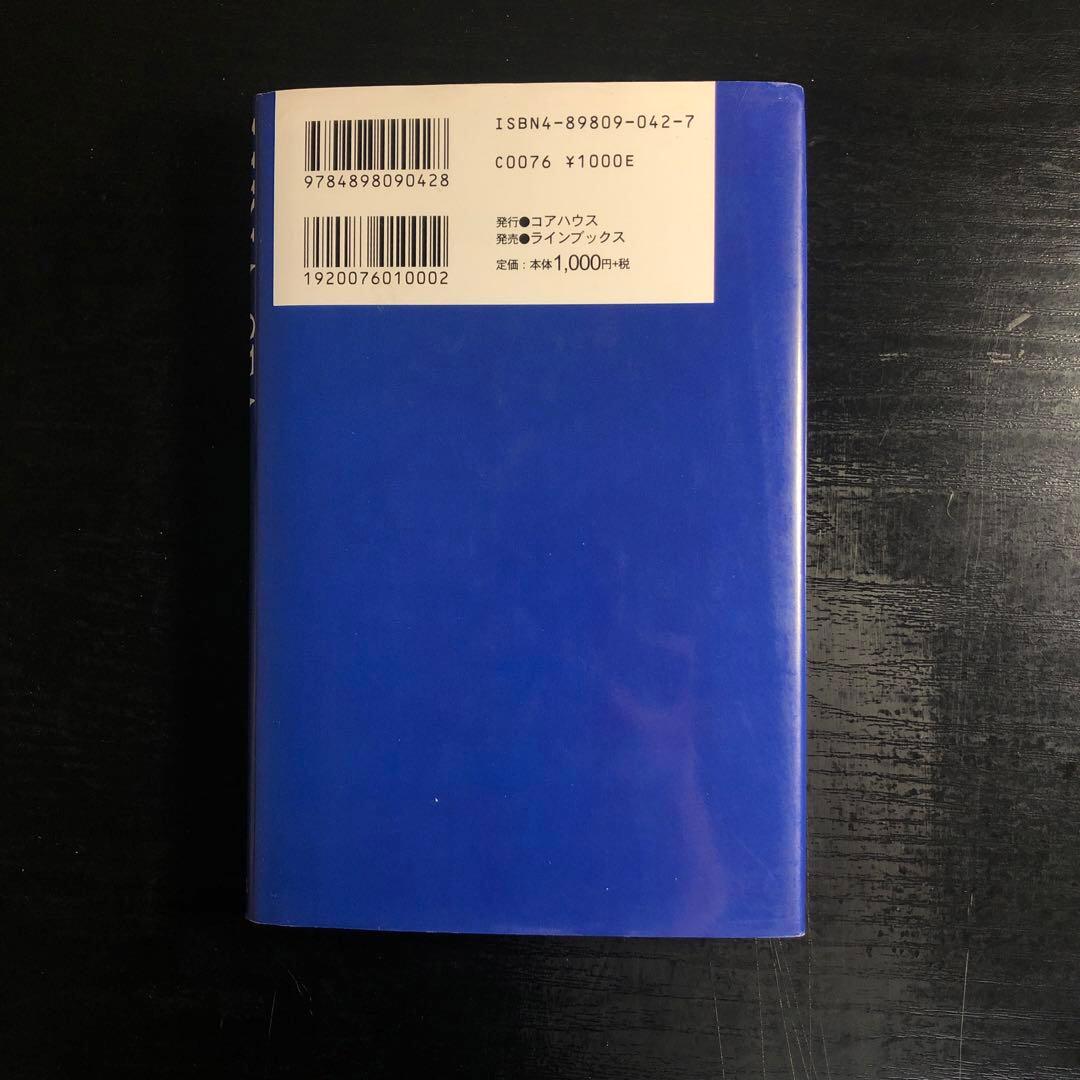 ISBN4-89809-042-7
C0076 ¥1000E
9784898090428
発行●コアハウス
発売●ラインブックス
定価：本体1,000円+税
1920076010002